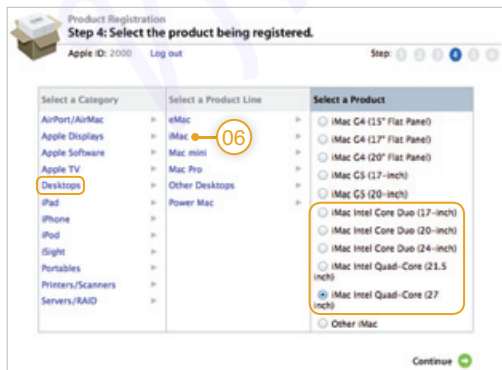 Product Registration
Step 4: Select the product being registered.
Apple ID: 2000 Log out
Step: 1 2 3 4 5 6
Select a Category
AirPort/AirMac
Apple Displays
Apple Software
Apple TV
Desktops
iPad
iPhone
iPod
iSight
Portables
Printers/Scanners
Servers/RAID
Select a Product Line
eMac
iMac
06
Mac mini
Mac Pro
Other Desktops
Power Mac
Select a Product
iMac G4 (15" Flat Panel)
iMac G4 (17" Flat Panel)
iMac G4 (20" Flat Panel)
iMac G5 (17-inch)
iMac G5 (20-inch)
iMac Intel Core Duo (17-inch)
iMac Intel Core Duo (20-inch)
iMac Intel Core Duo (24-inch)
iMac Intel Quad-Core (21.5
inch)
iMac Intel Quad-Core (27
inch)
Other iMac
Continue